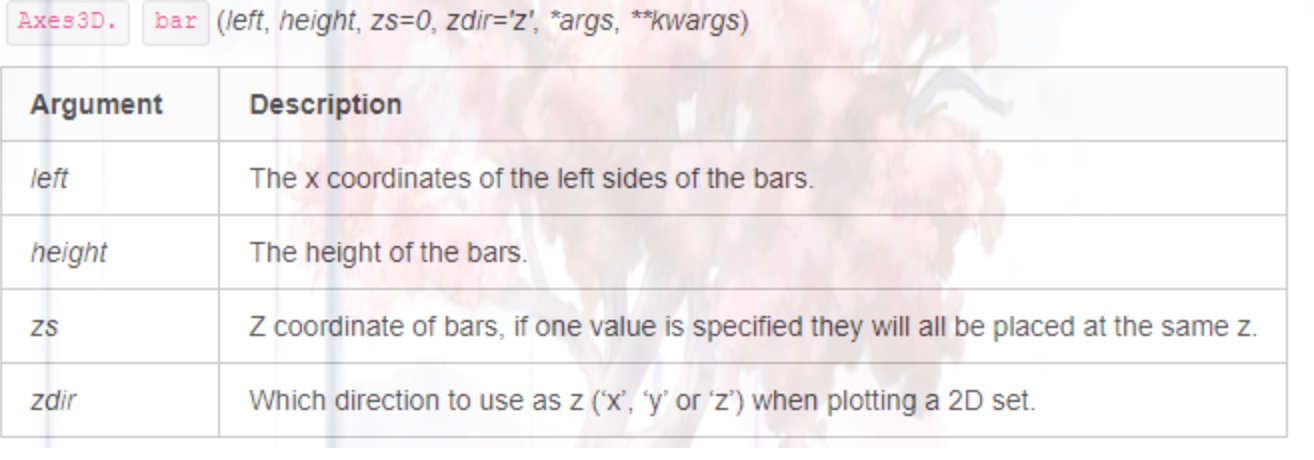 Axes3D. bar (left, height, zs=0, zdir='z', *args, **kwargs)
Argument Description
left The x coordinates of the left sides of the bars.
height The height of the bars.
zs Z coordinate of bars, if one value is specified they will all be placed at the same z.
zdir Which direction to use as z (‘x’, ‘y’ or ‘z’) when plotting a 2D set.